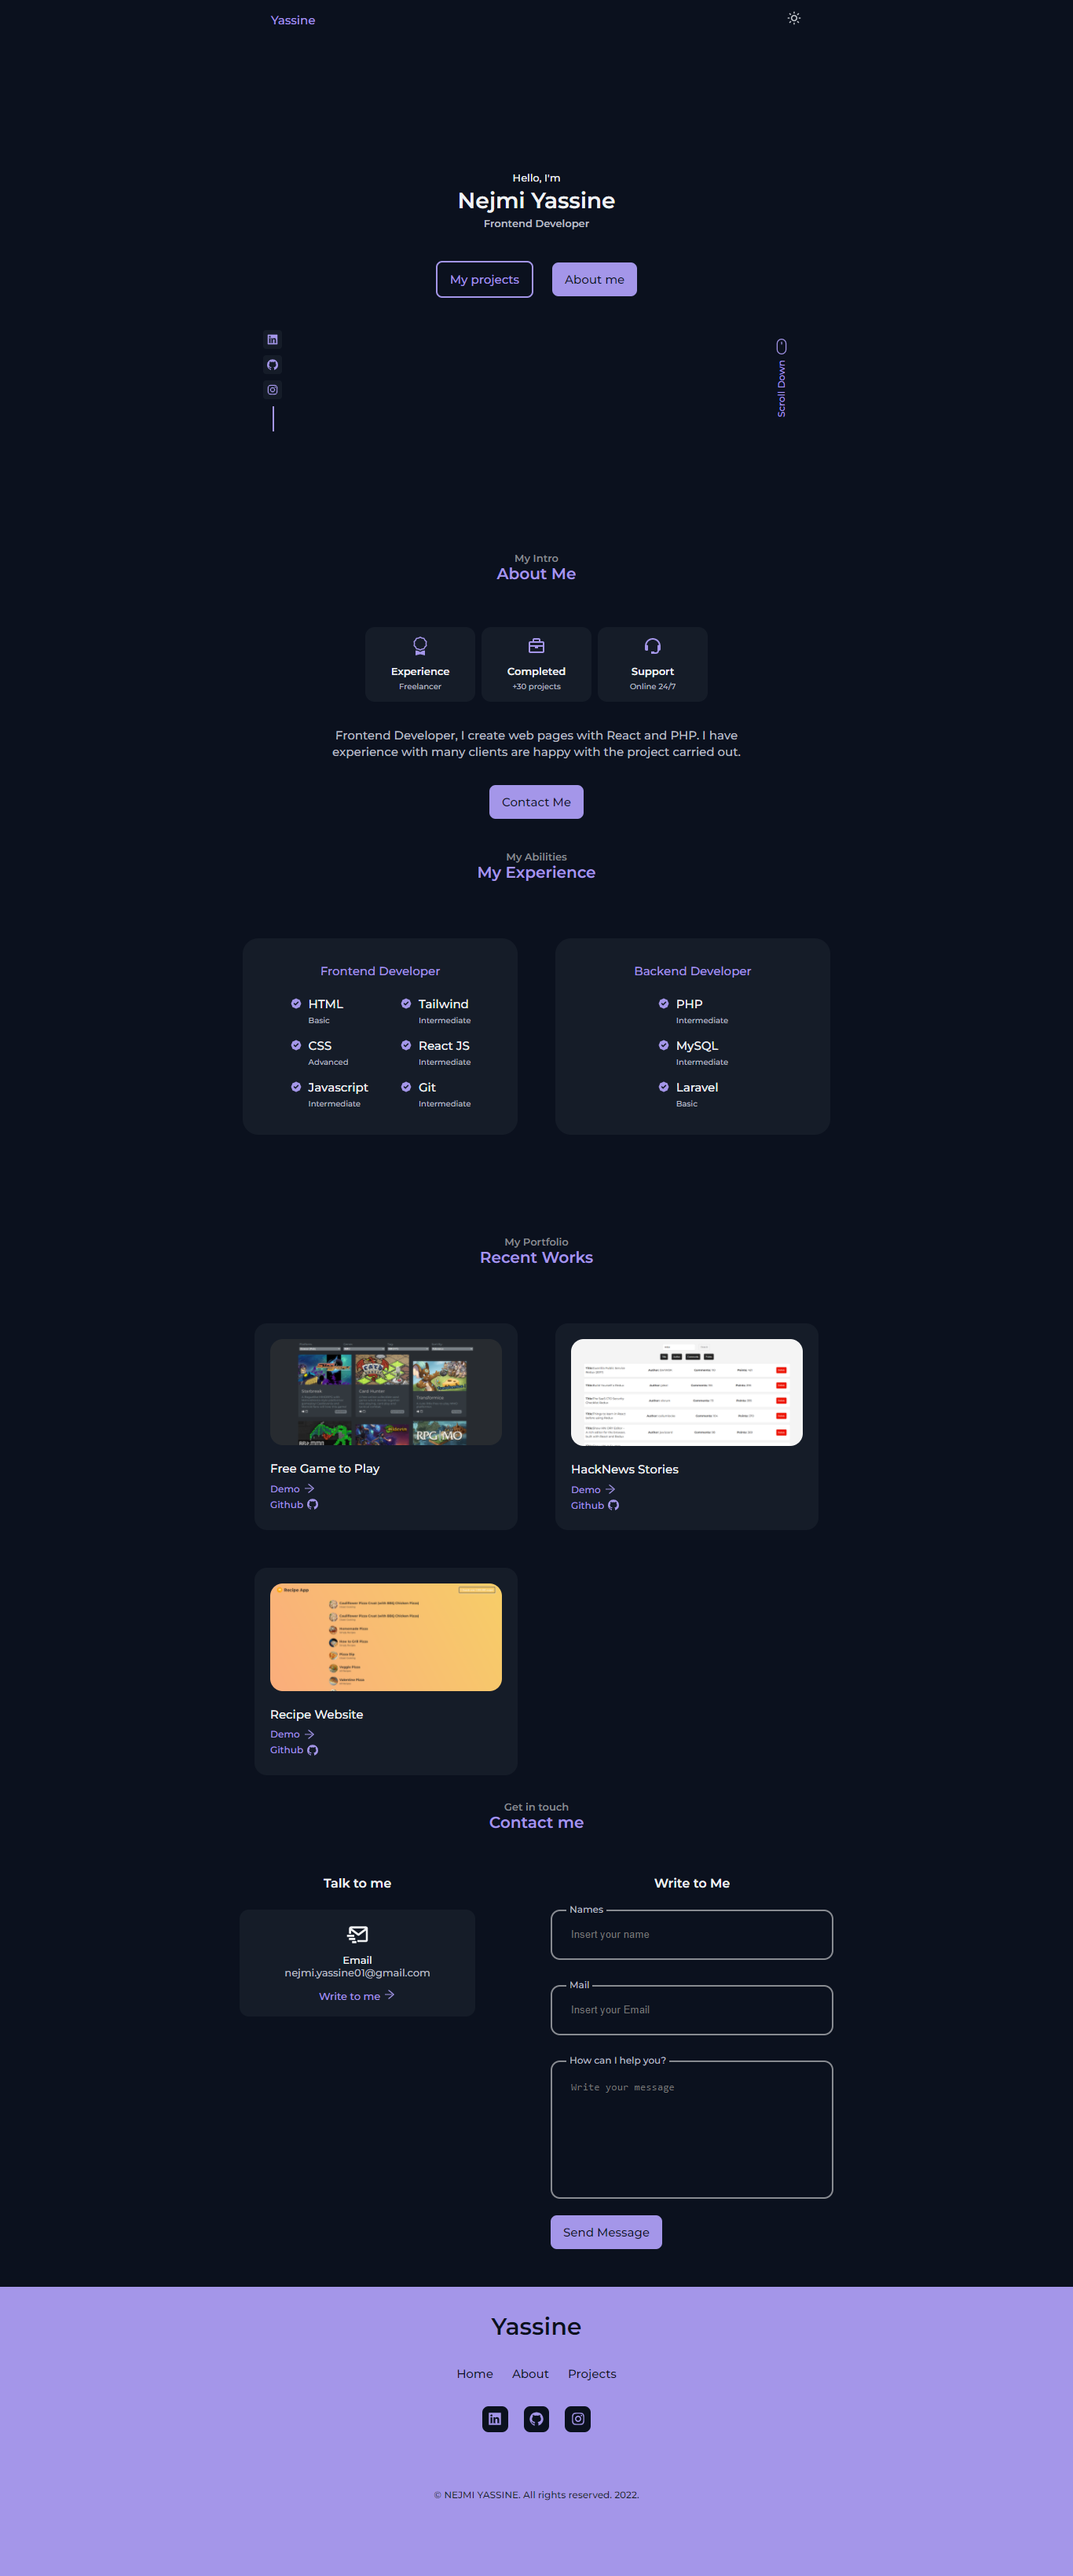 Yassine
Hello, I'm
Nejmi Yassine
Frontend Developer
My projects
About me
Scroll Down
My Intro
About Me
Experience
Freelancer
Completed
+30 projects
Support
Online 24/7
Frontend Developer, I create web pages with React and PHP. I have
experience with many clients are happy with the project carried out.
Contact Me
My Abilities
My Experience
Frontend Developer
HTML
Basic
CSS
Advanced
Javascript
Intermediate
Tailwind
Intermediate
React JS
Intermediate
Git
Intermediate
Backend Developer
PHP
Intermediate
MySQL
Intermediate
Laravel
Basic
My Portfolio
Recent Works
Card Hunter
RPG MO
Free Game to Play
Demo
Github
HackNews Stories
Demo
Github
Recipe App
Recipe Website
Demo
Github
Get in touch
Contact me
Talk to me
Email
nejmi.yassine01@gmail.com
Write to me
Write to Me
Names
Insert your name
Mail
Insert your Email
How can I help you?
Write your message
Send Message
Yassine
Home About Projects
© NEJMI YASSINE. All rights reserved. 2022.